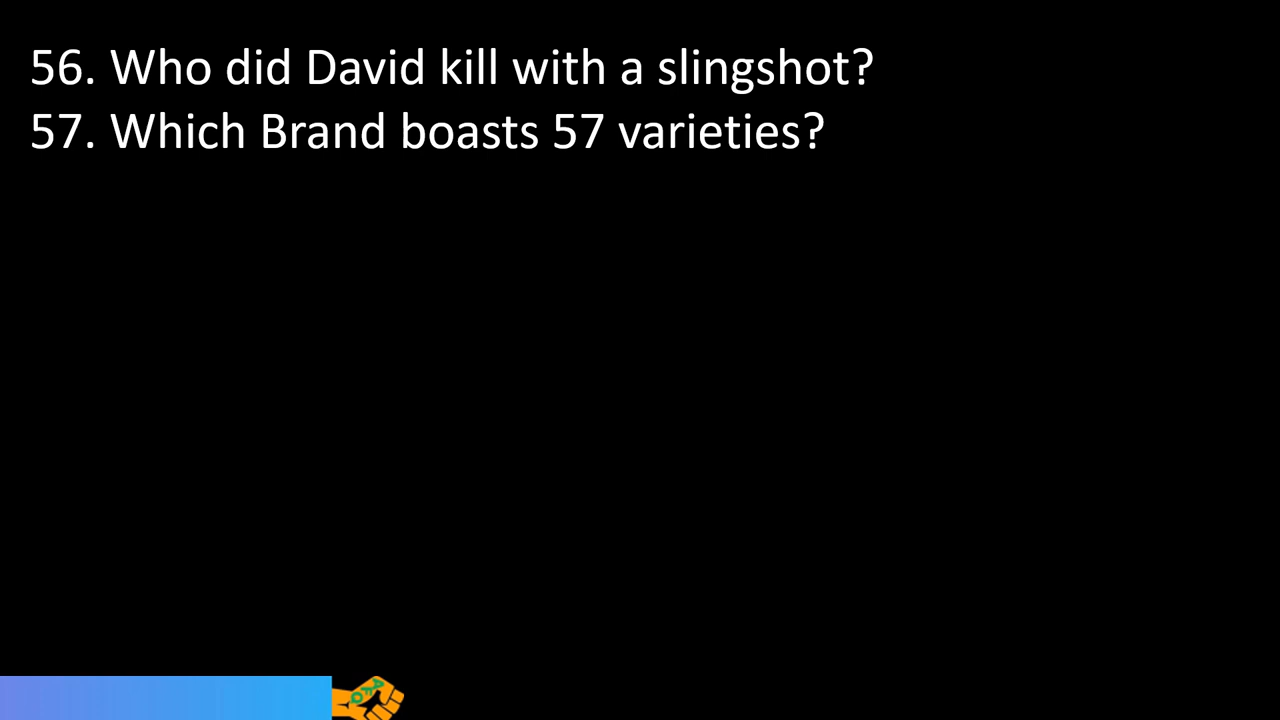 56. Who did David kill with a slingshot?
57. Which Brand boasts 57 varieties?